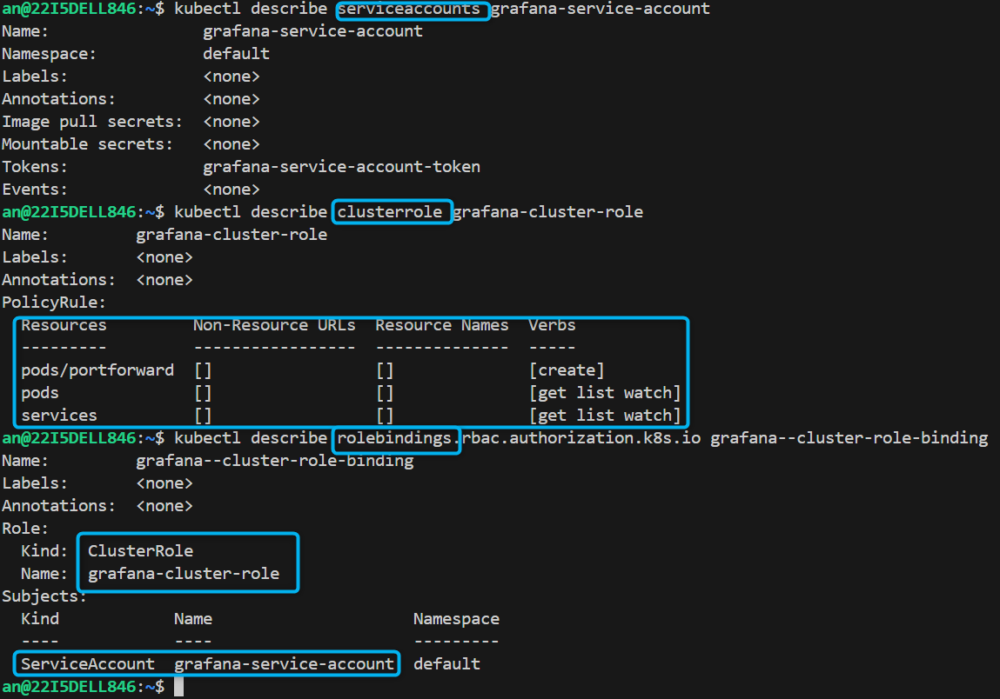 an@22I5DELL846:~$ kubectl describe serviceaccounts grafana-service-account
Name:                grafana-service-account
Namespace:           default
Labels:              <none>
Annotations:         <none>
Image pull secrets:  <none>
Mountable secrets:   <none>
Tokens:              grafana-service-account-token
Events:              <none>
an@22I5DELL846:~$ kubectl describe clusterrole grafana-cluster-role
Name:         grafana-cluster-role
Labels:       <none>
Annotations:  <none>
PolicyRule:
  Resources         Non-Resource URLs  Resource Names  Verbs
  ---------         -----------------  --------------  -----
  pods/portforward  []                 []              [create]
  pods              []                 []              [get list watch]
  services          []                 []              [get list watch]
an@22I5DELL846:~$ kubectl describe rolebindings.rbac.authorization.k8s.io grafana--cluster-role-binding
Name:         grafana--cluster-role-binding
Labels:       <none>
Annotations:  <none>
Role:
  Kind:  ClusterRole
  Name:  grafana-cluster-role
Subjects:
  Kind            Name                     Namespace
  ----            ----                     ---------
  ServiceAccount  grafana-service-account  default
an@22I5DELL846:~$